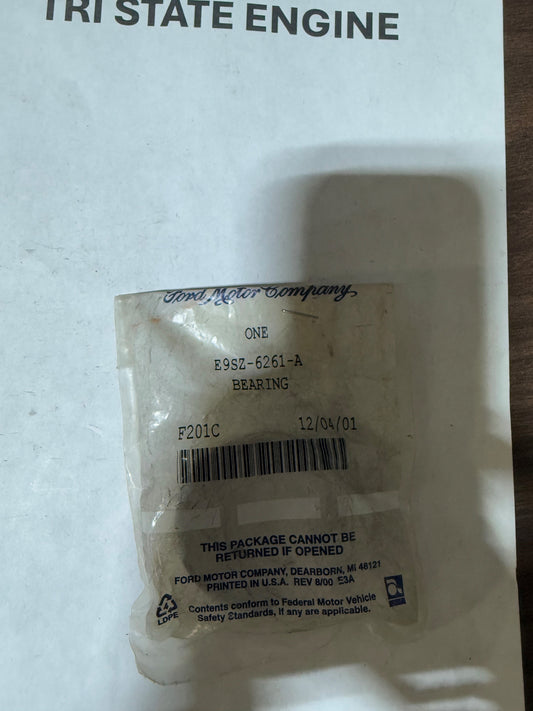 TRI STATE ENGINE
Ford Motor Company
ONE
E9SZ-6261-A
BEARING
F201C 12/04/01
THIS PACKAGE CANNOT BE
RETURNED IF OPENED
FORD MOTOR COMPANY, DEARBORN, MI 48121
PRINTED IN U.S.A. REV 8/00 53A
Contents conform to Federal Motor Vehicle
Safety Standards, if any are applicable.
LDPE